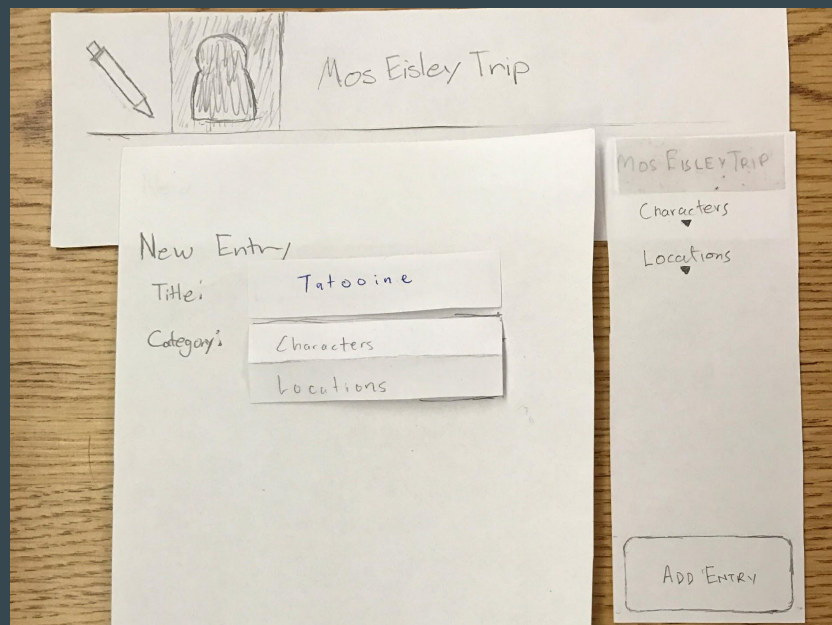 Mos Eisley Trip
New Entry
Title:
Tatooine
Category:
Characters
Locations
MOS EISLEY TRIP
Characters
Locations
ADD ENTRY